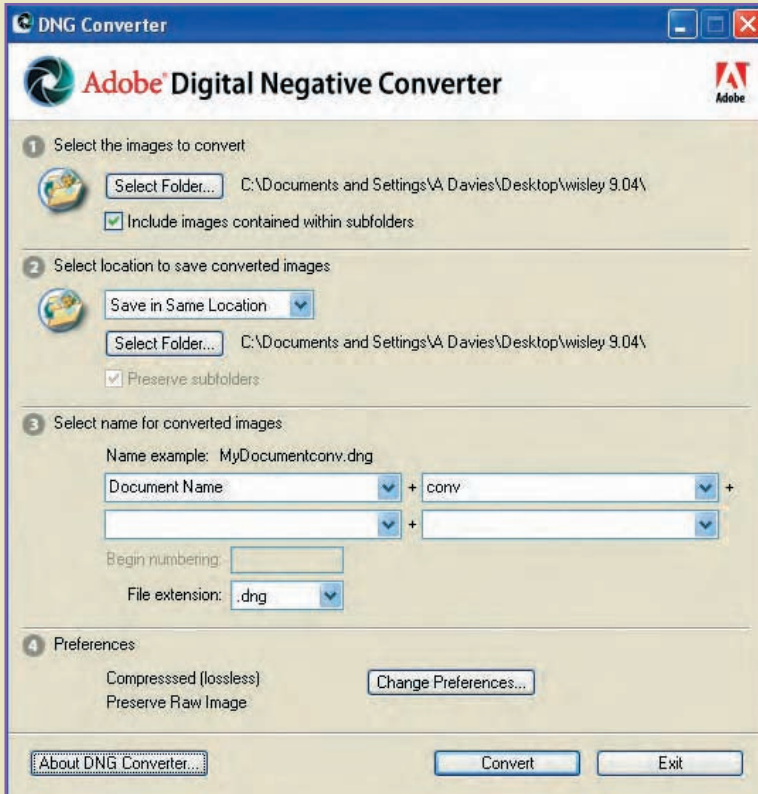 DNG Converter
Adobe® Digital Negative Converter
Adobe
1 Select the images to convert
Select Folder... C:\Documents and Settings\A Davies\Desktop\wisley 9.04\
Include images contained within subfolders
2 Select location to save converted images
Save in Same Location
Select Folder... C:\Documents and Settings\A Davies\Desktop\wisley 9.04\
Preserve subfolders
3 Select name for converted images
Name example: MyDocumentconv.dng
Document Name + conv +
+
Begin numbering:
File extension: .dng
4 Preferences
Compresssed (lossless) Change Preferences...
Preserve Raw Image
About DNG Converter... Convert Exit